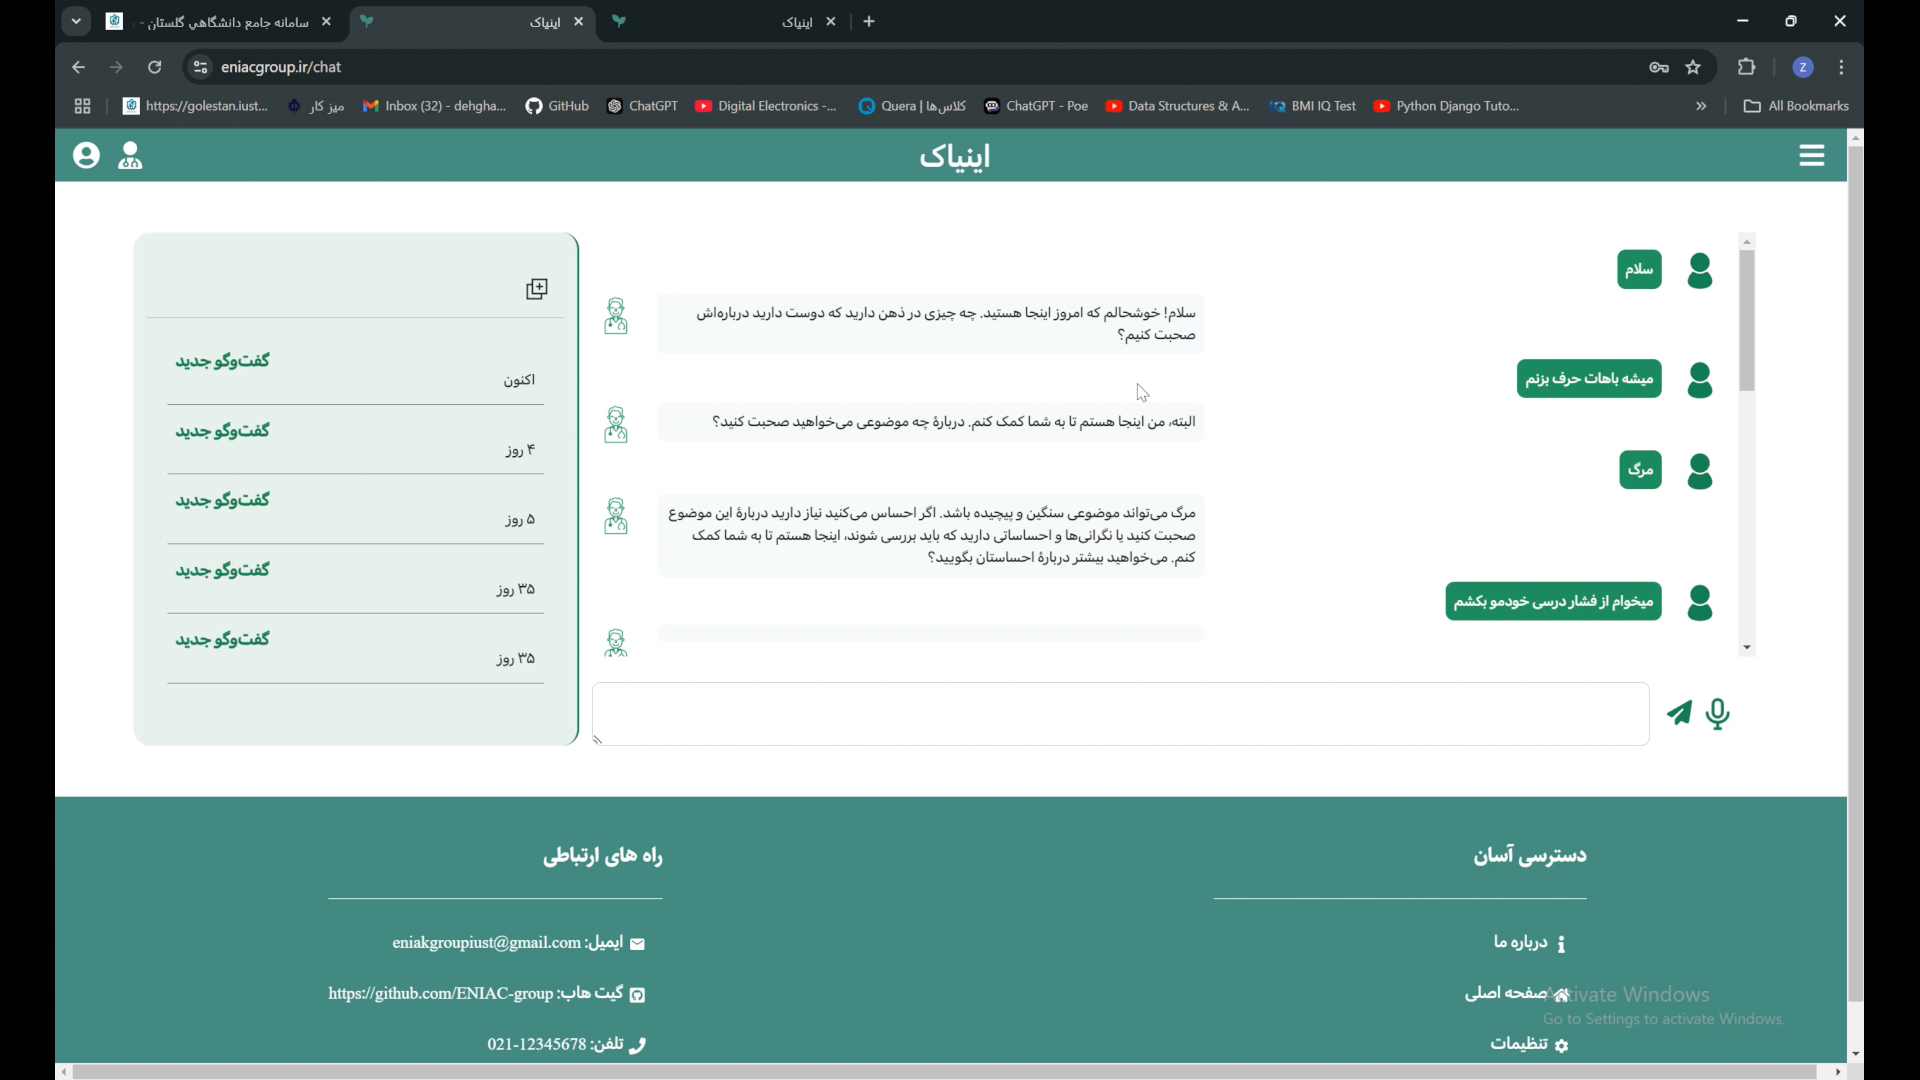 سامانه جامع دانشگاهی گلستان -
اینیاک
اینیاک
eniacgroup.ir/chat
https://golestan.iust...
میز کار
Inbox (32) - dehgha...
GitHub
ChatGPT
Digital Electronics -...
Quera | کلاس‌ها
ChatGPT - Poe
Data Structures & A...
BMI IQ Test
Python Django Tuto...
All Bookmarks
Z
اینیاک
سلام
سلام! خوشحالم که امروز اینجا هستید. چه چیزی در ذهن دارید که دوست دارید درباره‌اش
صحبت کنیم؟
میشه باهات حرف بزنم
البته، من اینجا هستم تا به شما کمک کنم. دربارهٔ چه موضوعی می‌خواهید صحبت کنید؟
مرگ
مرگ می‌تواند موضوعی سنگین و پیچیده باشد. اگر احساس می‌کنید نیاز دارید دربارهٔ این موضوع
صحبت کنید یا نگرانی‌ها و احساساتی دارید که باید بررسی شوند، اینجا هستم تا به شما کمک
کنم. می‌خواهید بیشتر دربارهٔ احساستان بگویید؟
میخوام از فشار درسی خودمو بکشم
گفت‌وگو جدید
اکنون
گفت‌وگو جدید
۴ روز
گفت‌وگو جدید
۵ روز
گفت‌وگو جدید
۳۵ روز
گفت‌وگو جدید
۳۵ روز
دسترسی آسان
درباره ما
صفحه اصلی
تنظیمات
راه های ارتباطی
ایمیل: eniakgroupiust@gmail.com
گیت هاب: https://github.com/ENIAC-group
تلفن: 021-12345678
Activate Windows
Go to Settings to activate Windows.